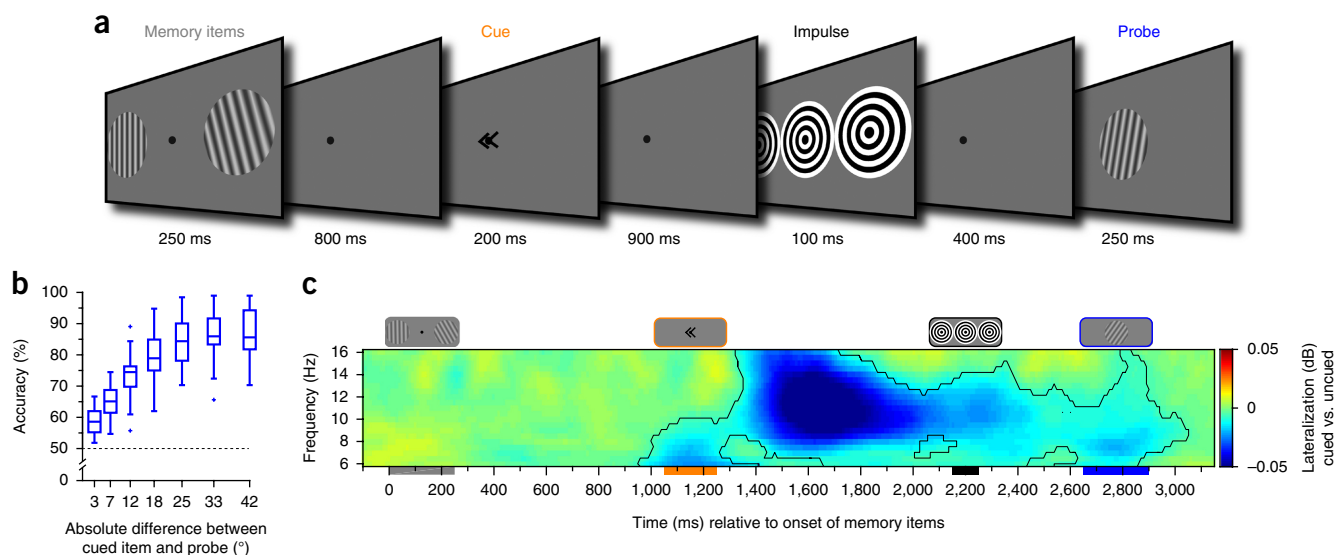 a
Memory items
Cue
Impulse
Probe
250 ms
800 ms
200 ms
900 ms
100 ms
400 ms
250 ms
b
Accuracy (%)
100
90
80
70
60
50
0
3 7 12 18 25 33 42
Absolute difference between
cued item and probe (°)
c
Frequency (Hz)
16
14
12
10
8
6
0 200 400 600 800 1,000 1,200 1,400 1,600 1,800 2,000 2,200 2,400 2,600 2,800 3,000
Time (ms) relative to onset of memory items
0.05
0
−0.05
Lateralization (dB)
cued vs. uncued